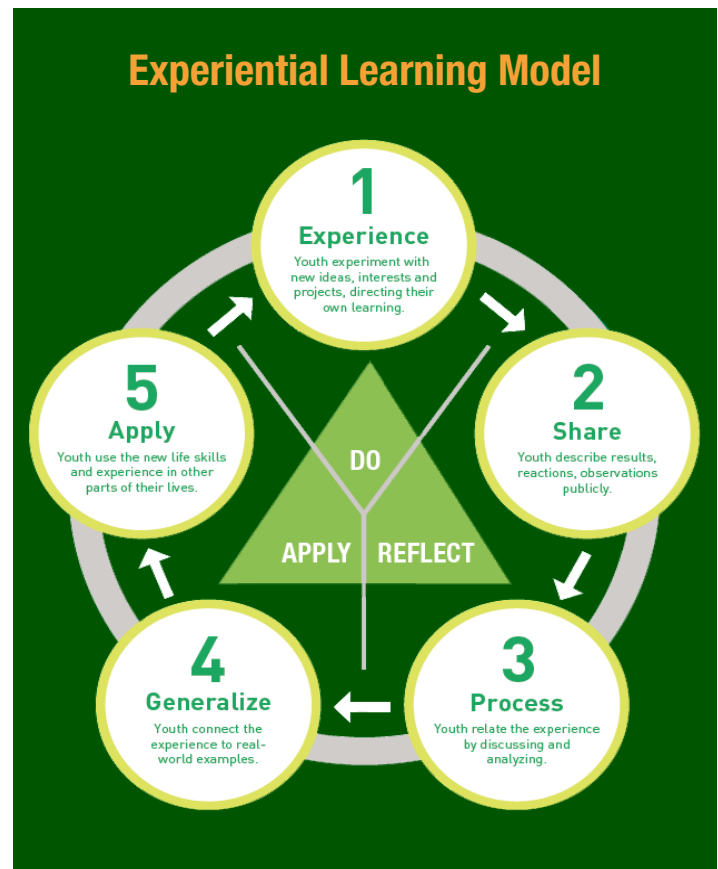 Experiential Learning Model
1
Experience
Youth experiment with
new ideas, interests and
projects, directing their
own learning.
2
Share
Youth describe results,
reactions, observations
publicly.
3
Process
Youth relate the experience
by discussing and
analyzing.
4
Generalize
Youth connect the
experience to real-
world examples.
5
Apply
Youth use the new life skills
and experience in other
parts of their lives.
DO
APPLY
REFLECT